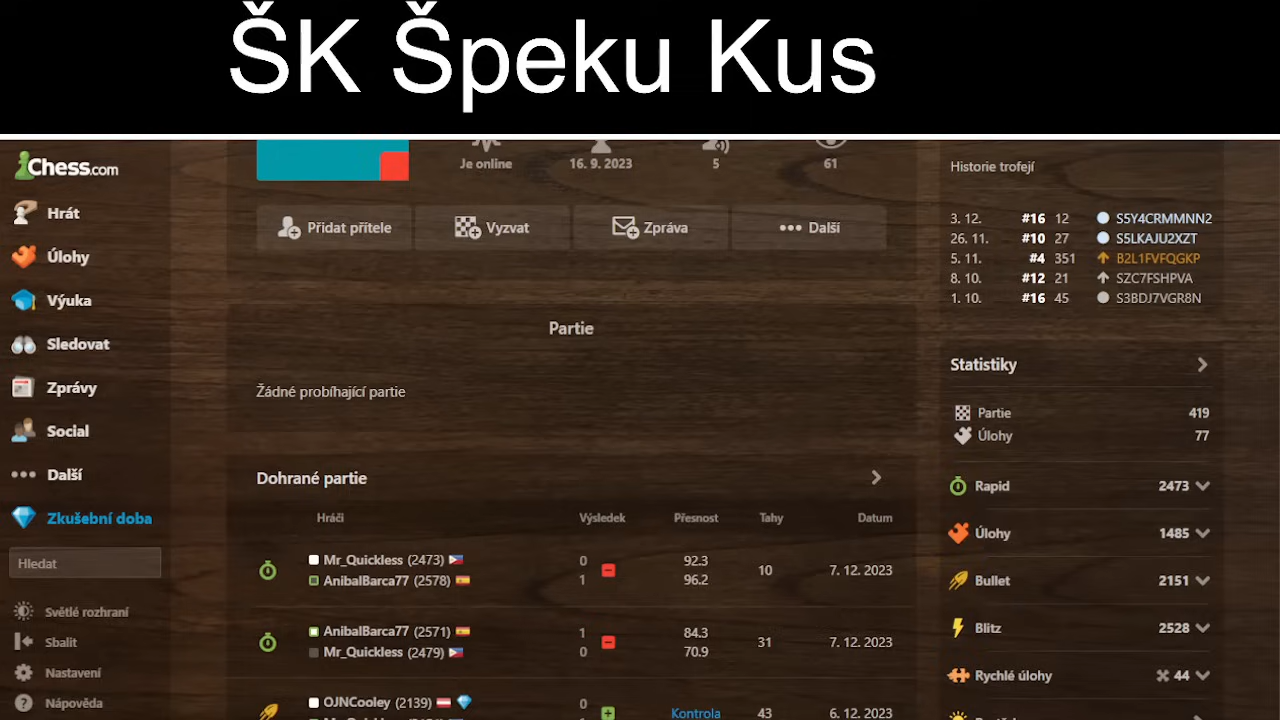 ŠK Špeku Kus
Chess.com
Hrát
Úlohy
Výuka
Sledovat
Zprávy
Social
Další
Zkušební doba
Hledat
Světlé rozhraní
Sbalit
Nastavení
Nápověda
Je online
16. 9. 2023
5
61
Přidat přítele
Vyzvat
Zpráva
Další
Partie
Žádné probíhající partie
Dohrané partie
Hráči Výsledek Přesnost Tahy Datum
Mr_Quickless (2473) 0 92.3
AnibalBarca77 (2578) 1 96.2
10 7. 12. 2023
AnibalBarca77 (2571) 1 84.3
Mr_Quickless (2479) 0 70.9
31 7. 12. 2023
OJNCooley (2139) 0
Kontrola 43 6. 12. 2023
Historie trofejí
3. 12. #16 12 S5Y4CRMMNN2
26. 11. #10 27 S5LKAJU2XZT
5. 11. #4 351 B2L1FVFQGKP
8. 10. #12 21 SZC7FSHPVA
1. 10. #16 45 S3BDJ7VGR8N
Statistiky
Partie 419
Úlohy 77
Rapid 2473
Úlohy 1485
Bullet 2151
Blitz 2528
Rychlé úlohy 44